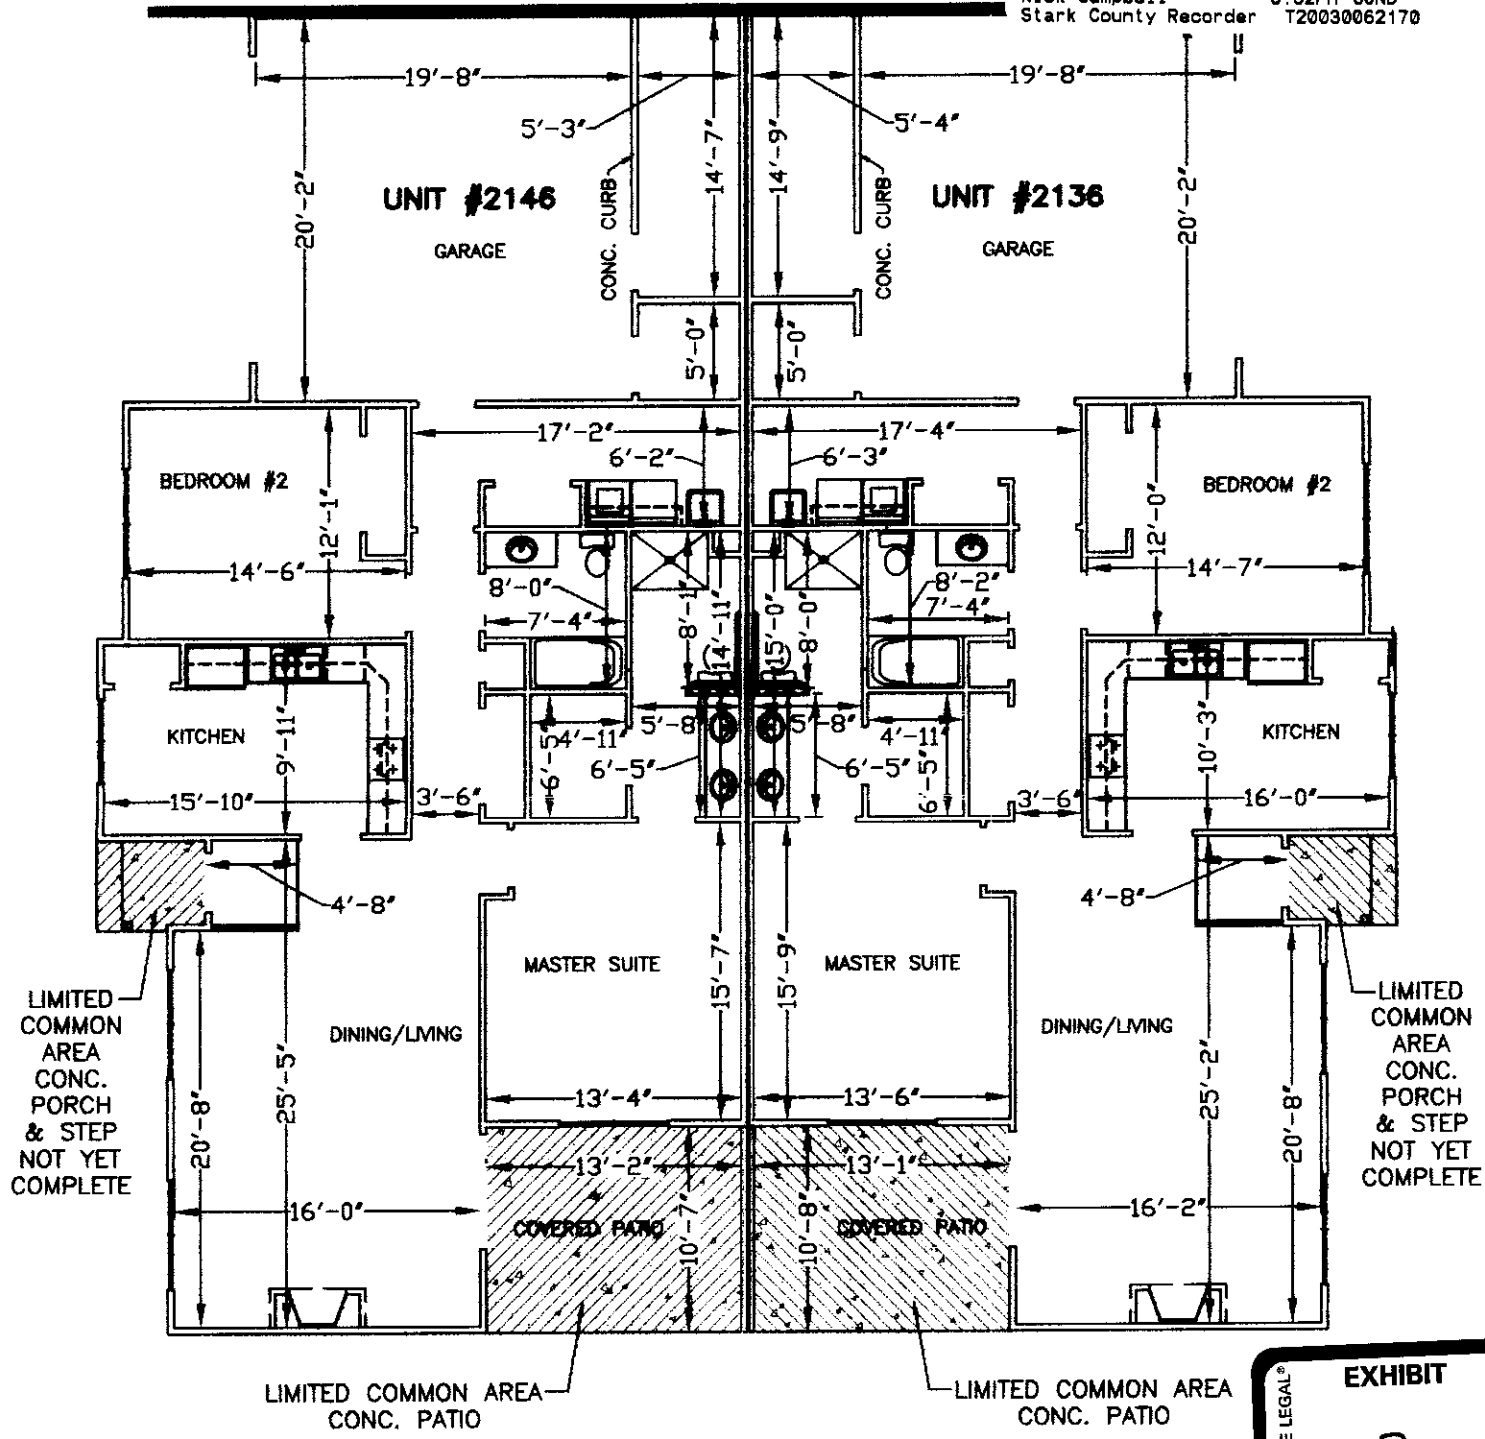 Stark County Recorder T20030062170
19'-8"
19'-8"
5'-3"
5'-4"
14'-7"
14'-9"
20'-2"
20'-2"
UNIT #2146
UNIT #2136
GARAGE
GARAGE
CONC. CURB
CONC. CURB
5'-0"
5'-0"
17'-2"
17'-4"
6'-2"
6'-3"
BEDROOM #2
BEDROOM #2
12'-1"
12'-0"
14'-6"
14'-7"
8'-0"
8'-2"
7'-4"
7'-4"
8'-1"
14'-11"
15'-0"
8'-0"
KITCHEN
KITCHEN
9'-11"
10'-3"
5'-8"
5'-8"
4'-11"
4'-11"
6'-5"
6'-5"
6'-5"
6'-5"
15'-10"
3'-6"
3'-6"
16'-0"
4'-8"
4'-8"
MASTER SUITE
MASTER SUITE
15'-7"
15'-9"
LIMITED
COMMON
AREA
CONC.
PORCH
& STEP
NOT YET
COMPLETE
LIMITED
COMMON
AREA
CONC.
PORCH
& STEP
NOT YET
COMPLETE
DINING/LIVING
DINING/LIVING
25'-5"
25'-2"
20'-8"
20'-8"
13'-4"
13'-6"
13'-2"
13'-1"
16'-0"
16'-2"
COVERED PATIO
COVERED PATIO
10'-7"
10'-8"
LIMITED COMMON AREA
CONC. PATIO
LIMITED COMMON AREA
CONC. PATIO
EXHIBIT
E LEGAL®